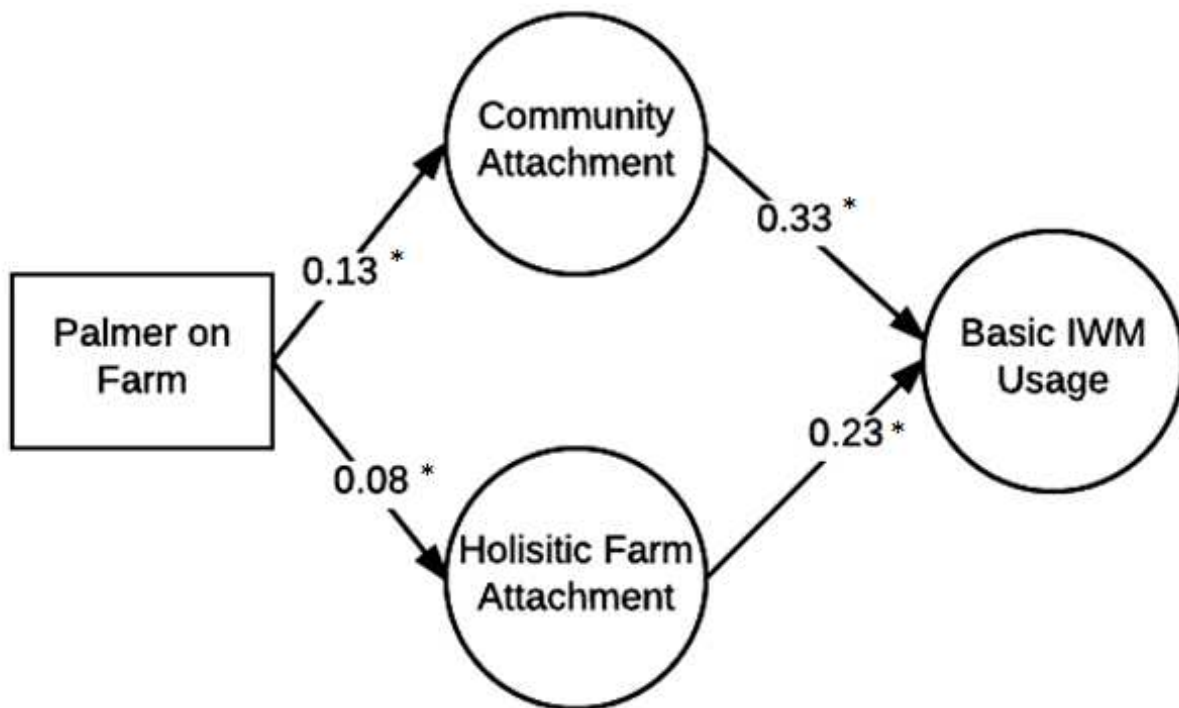 Community
Attachment
0.33 *
0.13 *
Palmer on
Farm
Basic IWM
Usage
0.23 *
0.08 *
Holisitic Farm
Attachment